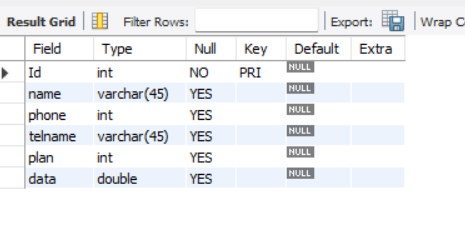 Result Grid Filter Rows: Export: Wrap C
Field Type Null Key Default Extra
Id int NO PRI NULL
name varchar(45) YES NULL
phone int YES NULL
telname varchar(45) YES NULL
plan int YES NULL
data double YES NULL